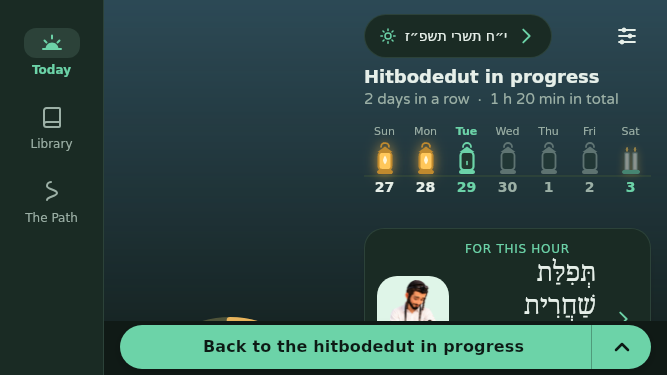 Today
Library
The Path
י״ח תשרי תשפ״ז
Hitbodedut in progress
2 days in a row · 1 h 20 min in total
Sun Mon Tue Wed Thu Fri Sat
27 28 29 30 1 2 3
FOR THIS HOUR
תְּפִלַּת
שַׁחֲרִית
Back to the hitbodedut in progress